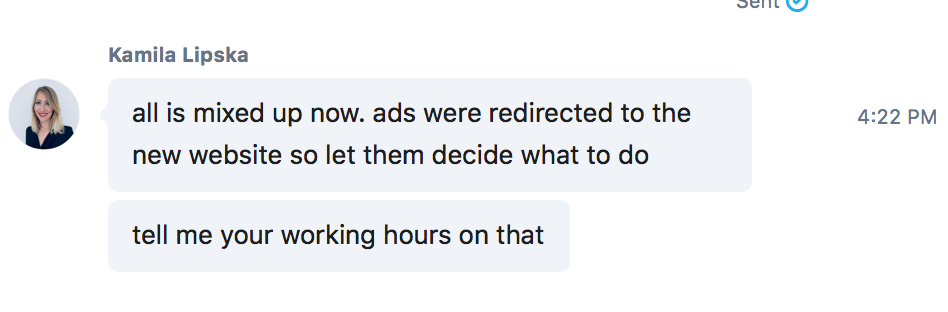 Sent
Kamila Lipska
all is mixed up now. ads were redirected to the
4:22 PM
new website so let them decide what to do
tell me your working hours on that